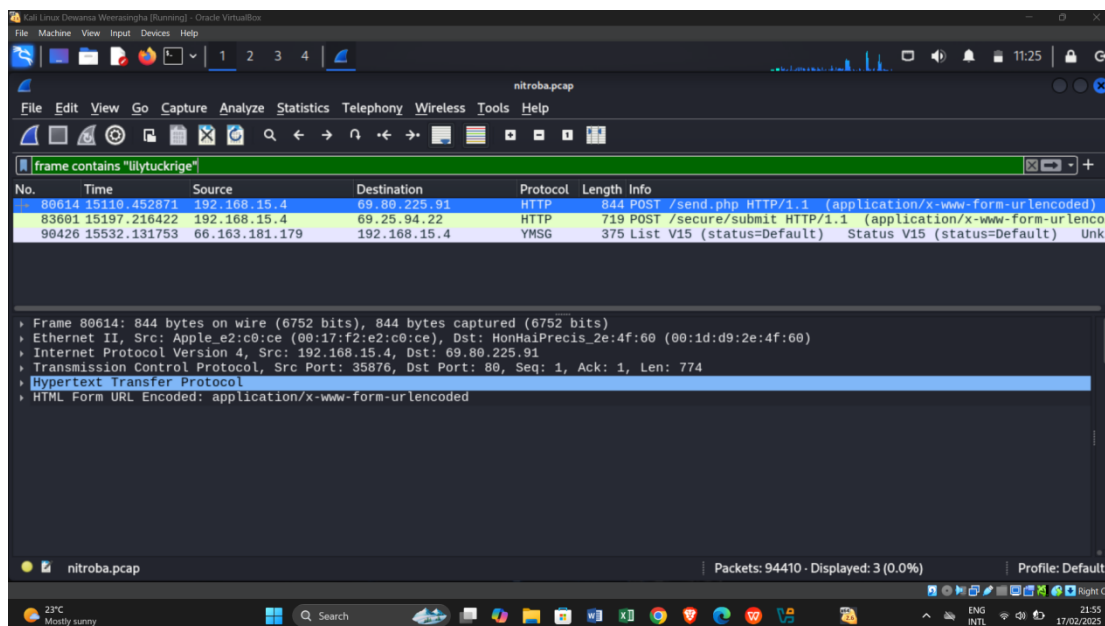 Kali Linux Dewansa Weerasingha [Running] - Oracle VirtualBox
File Machine View Input Devices Help
1 2 3 4 11:25
nitroba.pcap
File Edit View Go Capture Analyze Statistics Telephony Wireless Tools Help
frame contains "lilytuckrige"
No. Time Source Destination Protocol Length Info
80614 15110.452871 192.168.15.4 69.80.225.91 HTTP 844 POST /send.php HTTP/1.1 (application/x-www-form-urlencoded)
83601 15197.216422 192.168.15.4 69.25.94.22 HTTP 719 POST /secure/submit HTTP/1.1 (application/x-www-form-urlenco
90426 15532.131753 66.163.181.179 192.168.15.4 YMSG 375 List V15 (status=Default) Status V15 (status=Default) Unk
Frame 80614: 844 bytes on wire (6752 bits), 844 bytes captured (6752 bits)
Ethernet II, Src: Apple_e2:c0:ce (00:17:f2:e2:c0:ce), Dst: HonHaiPrecis_2e:4f:60 (00:1d:d9:2e:4f:60)
Internet Protocol Version 4, Src: 192.168.15.4, Dst: 69.80.225.91
Transmission Control Protocol, Src Port: 35876, Dst Port: 80, Seq: 1, Ack: 1, Len: 774
Hypertext Transfer Protocol
HTML Form URL Encoded: application/x-www-form-urlencoded
nitroba.pcap Packets: 94410 · Displayed: 3 (0.0%) Profile: Default
Right C
23°C
Mostly sunny
Search
ENG
INTL
21:55
17/02/2025